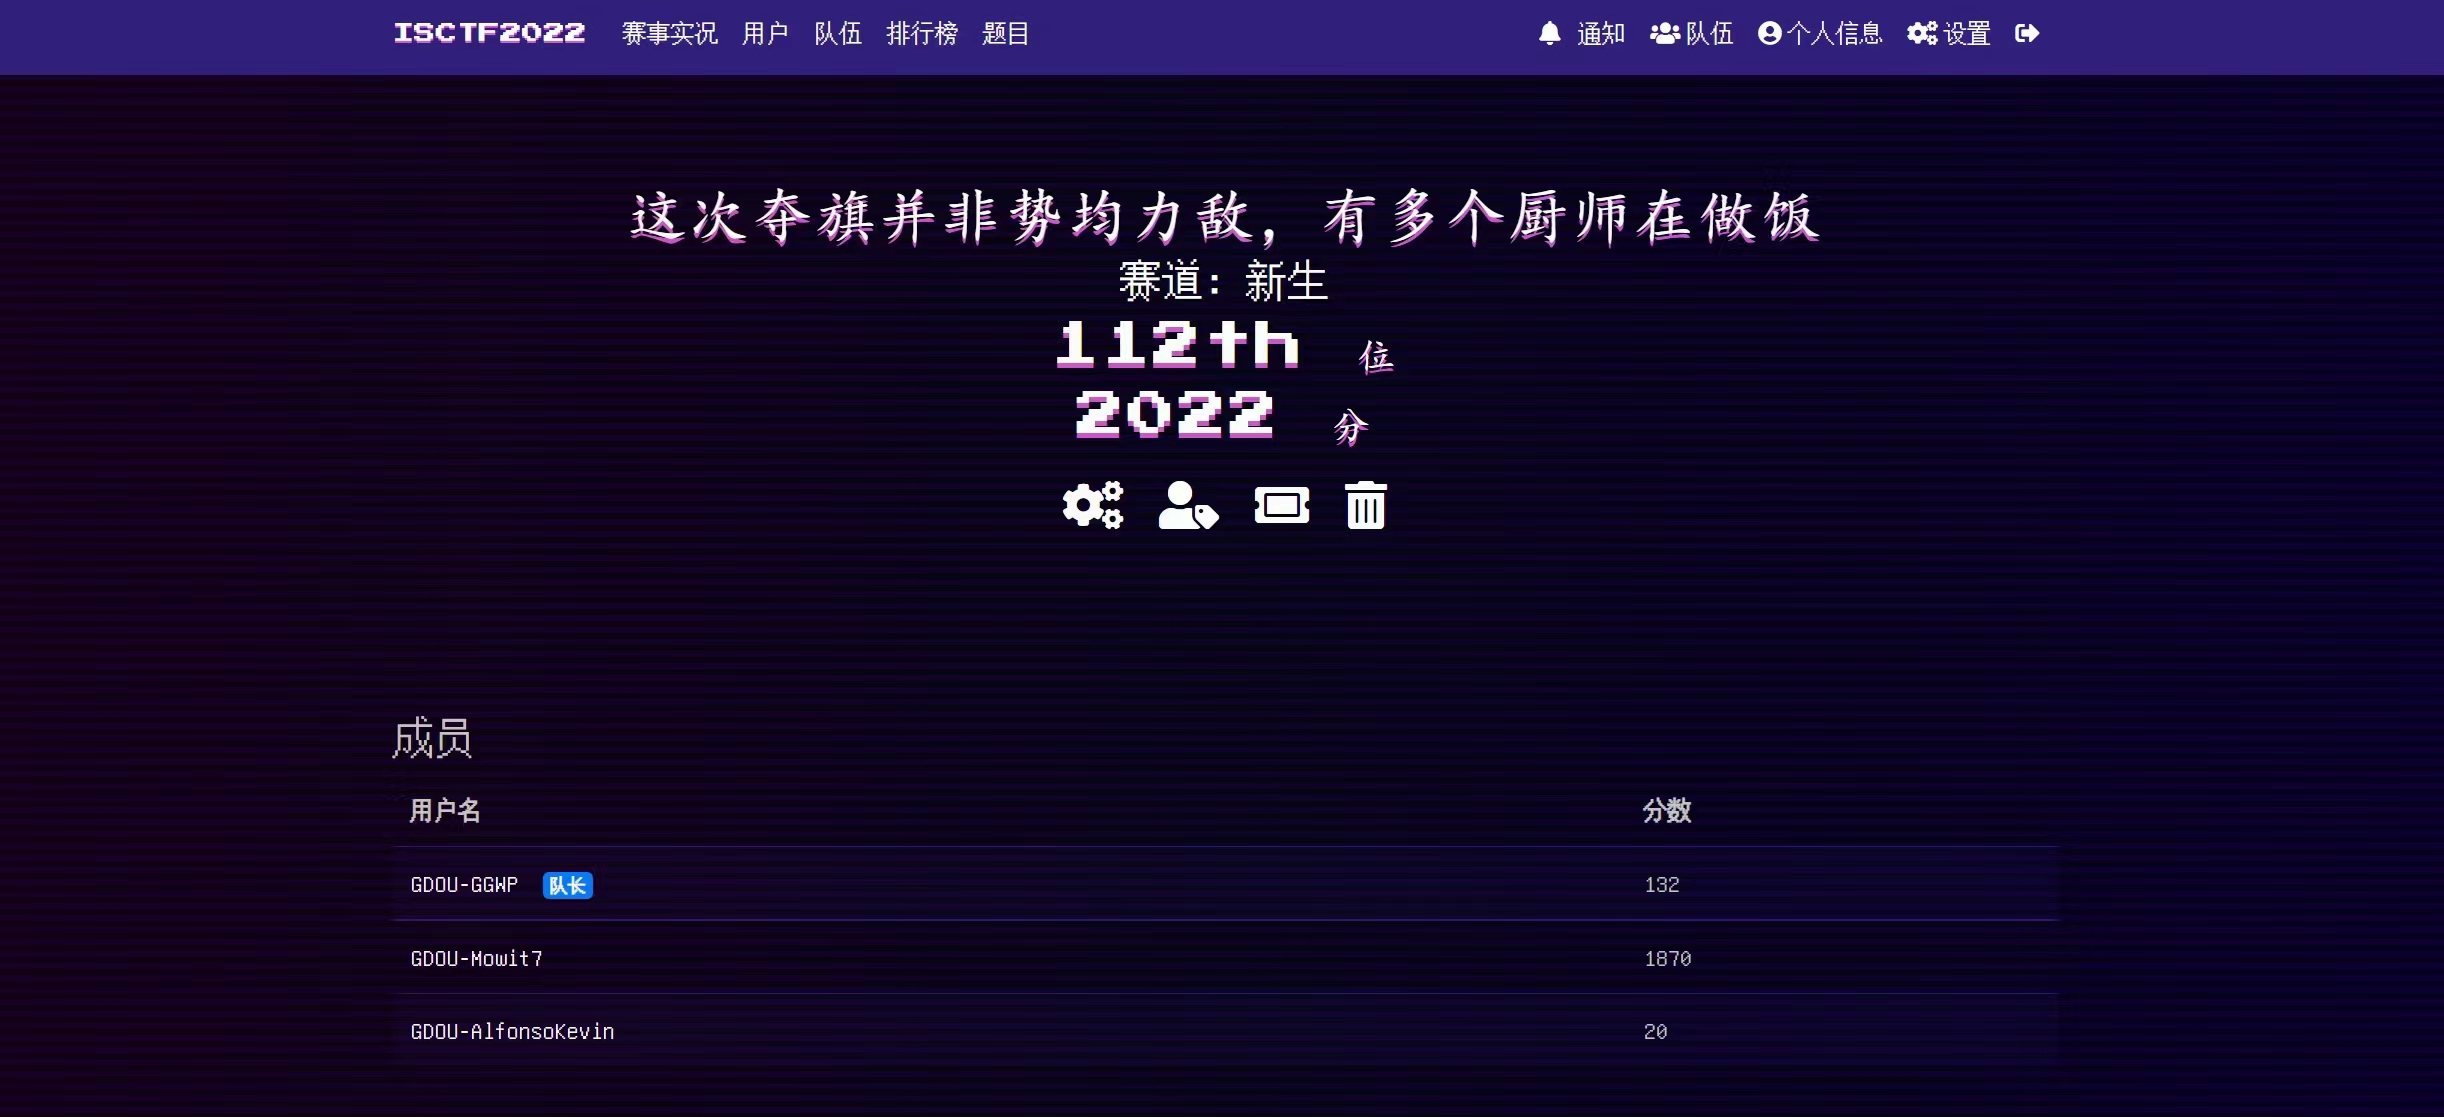 ISCTF2022 赛事实况 用户 队伍 排行榜 题目 通知 队伍 个人信息 设置
这次夺旗并非势均力敌，有多个厨师在做饭
赛道：新生
112th 位
2022 分
成员
用户名 分数
GDOU-GGWP 队长 132
GDOU-Mowit7 1870
GDOU-AlfonsoKevin 20